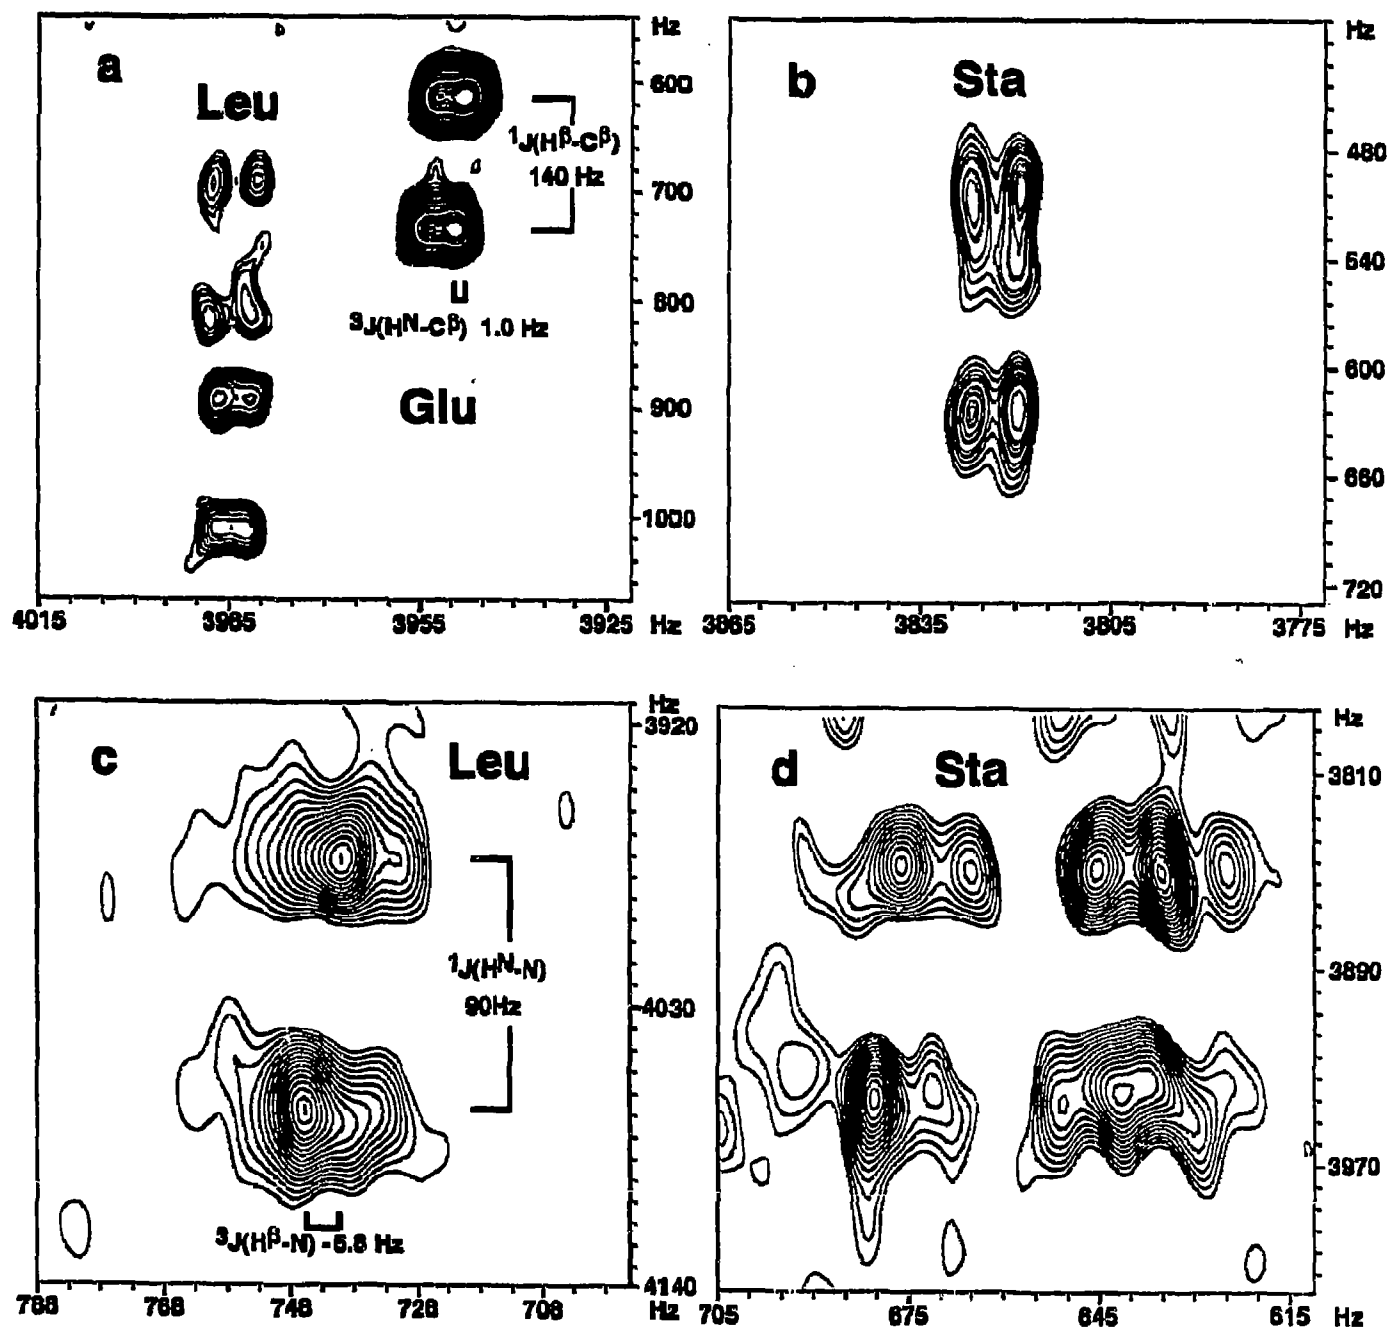 a
Leu
Hz
600
¹J(Hβ-Cβ)
140 Hz
700
800
³J(HN-Cβ) 1.0 Hz
Glu
900
1000
4015 3985 3955 3925 Hz
b
Sta
Hz
480
540
600
660
720
3865 3835 3805 3775 Hz
c
Leu
Hz
3920
¹J(HN-N)
90Hz
4030
³J(Hβ-N) -5.8 Hz
4140
788 768 748 728 708 Hz
d
Sta
Hz
3810
3890
3970
705 675 645 615 Hz